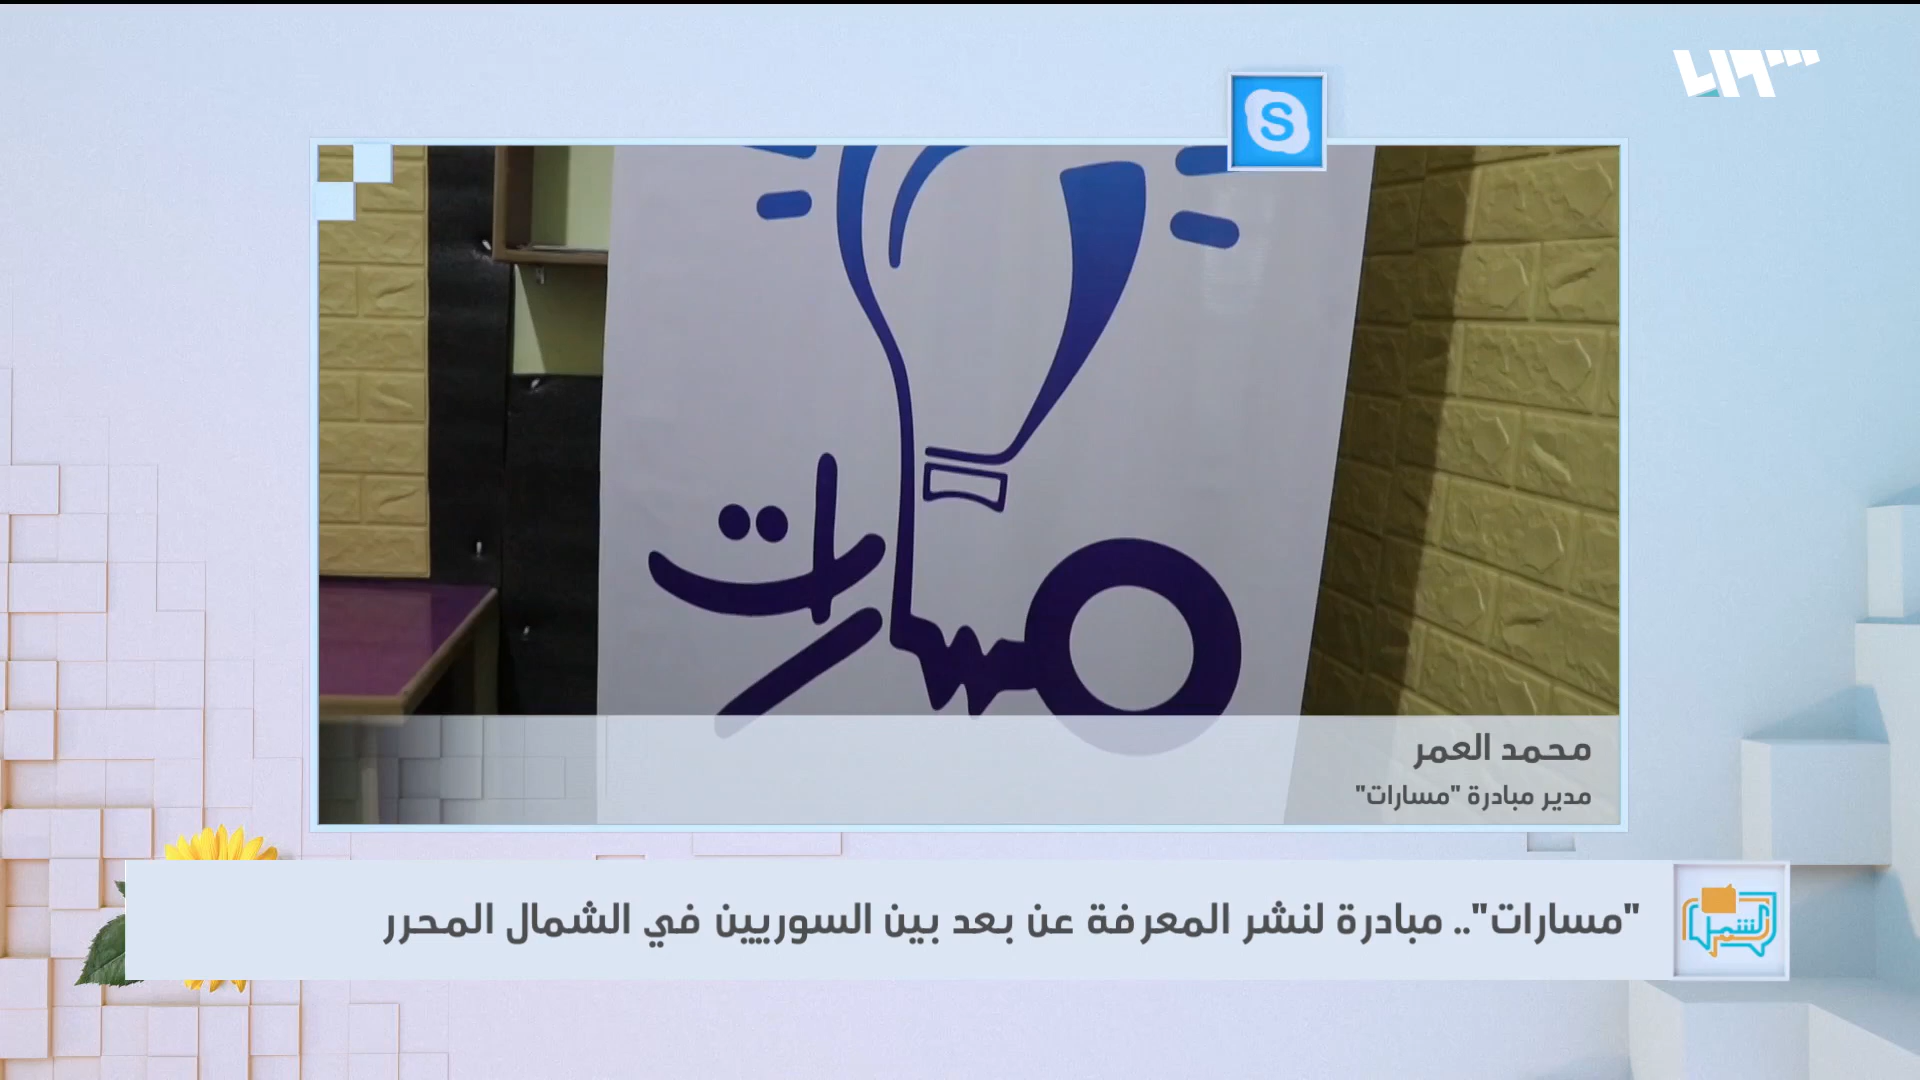 S
مسارات
محمد العمر
مدير مبادرة "مسارات"
"مسارات".. مبادرة لنشر المعرفة عن بعد بين السوريين في الشمال المحرر